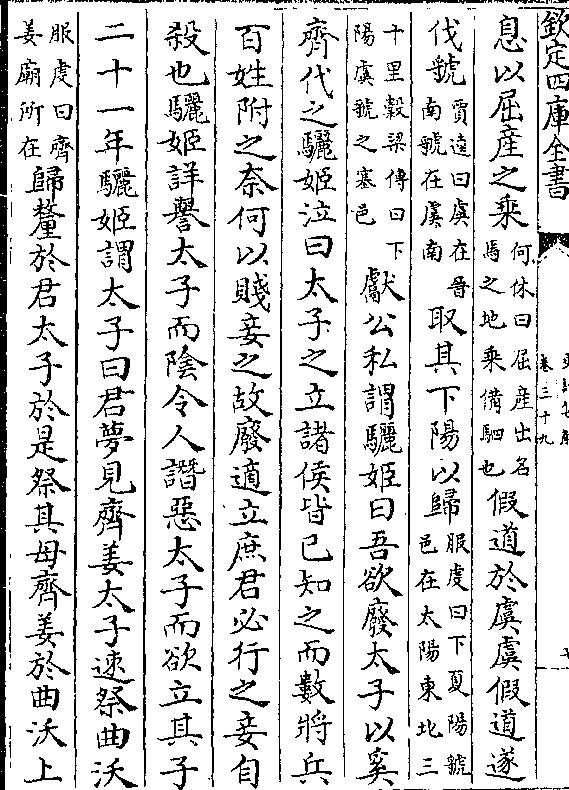 欽定四庫全書
卷三十九
息以屈產之乘何休曰屈產出名馬之地乘備駟也假道於虞虞假道遂
伐虢賈逵曰虞在晉南虢在虞南取其下陽以歸服虔曰下夏陽虢邑在太陽東北三
十里穀梁傳曰下陽虞虢之塞邑獻公私謂驪姬曰吾欲廢太子以奚
齊代之驪姬泣曰太子之立諸侯皆已知之而數將兵
百姓附之奈何以賤妾之故廢適立庶君必行之妾自
殺也驪姬詳譽太子而陰令人譖惡太子而欲立其子
二十一年驪姬謂太子曰君夢見齊姜太子速祭曲沃
服虔曰齊姜廟所在歸釐於君太子於是祭其母齊姜於曲沃上